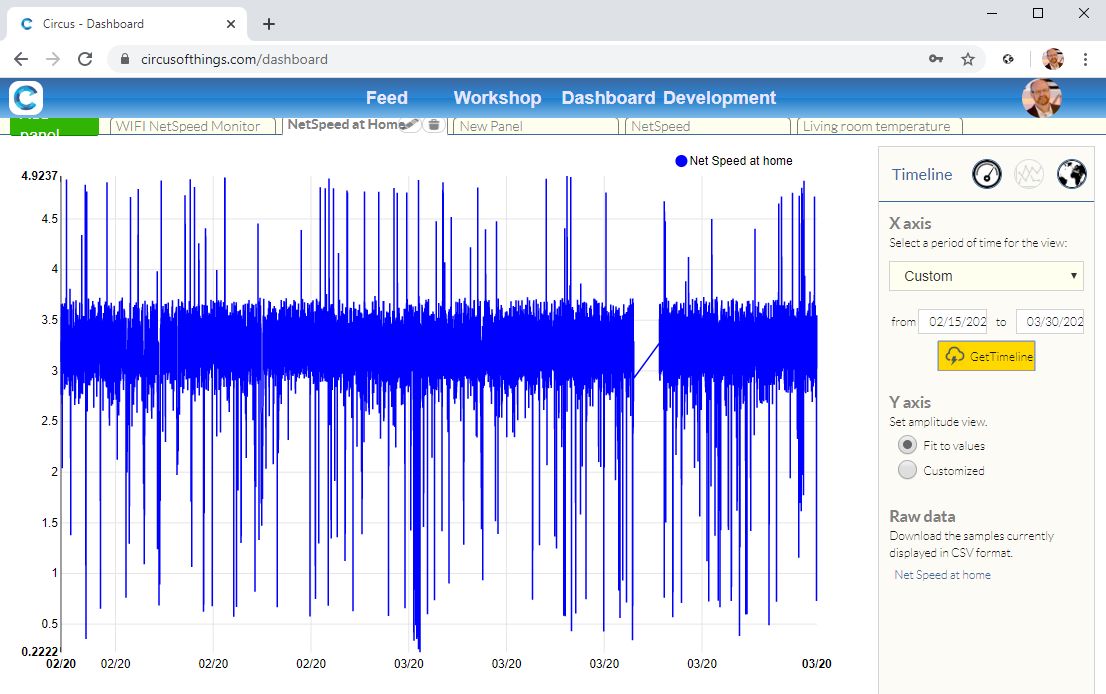 Circus - Dashboard
circusofthings.com/dashboard
Feed Workshop Dashboard Development
panel
WIFI NetSpeed Monitor
NetSpeed at Home
New Panel
NetSpeed
Living room temperature
Net Speed at home
4.9237
4.5
4
3.5
3
2.5
2
1.5
1
0.5
0.2222
02/20 02/20 02/20 02/20 03/20 03/20 03/20 03/20
Timeline
X axis
Select a period of time for the view:
Custom
from 02/15/202 to 03/30/202
GetTimeline
Y axis
Set amplitude view.
Fit to values
Customized
Raw data
Download the samples currently
displayed in CSV format.
Net Speed at home